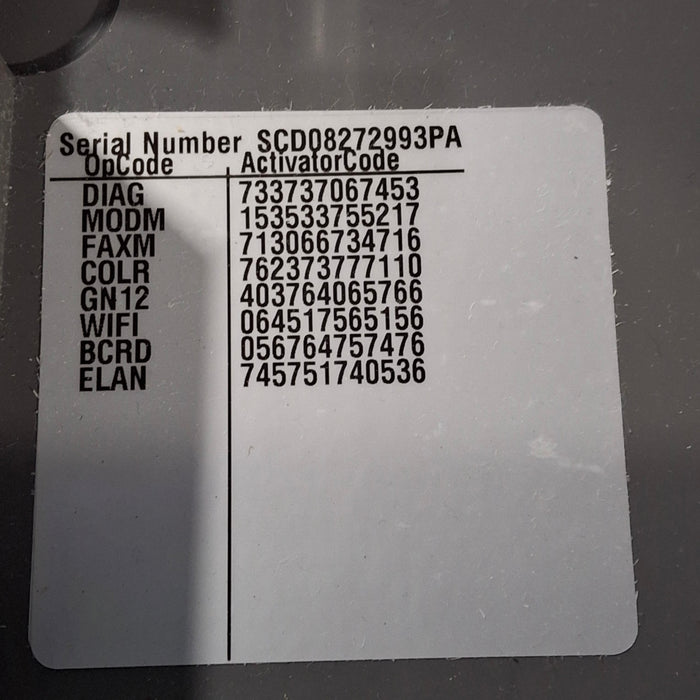 Serial Number SCD08272993PA
OpCode ActivatorCode
DIAG 733737067453
MODM 153533755217
FAXM 713066734716
COLR 762373777110
GN12 403764065766
WIFI 064517565156
BCRD 056764757476
ELAN 745751740536